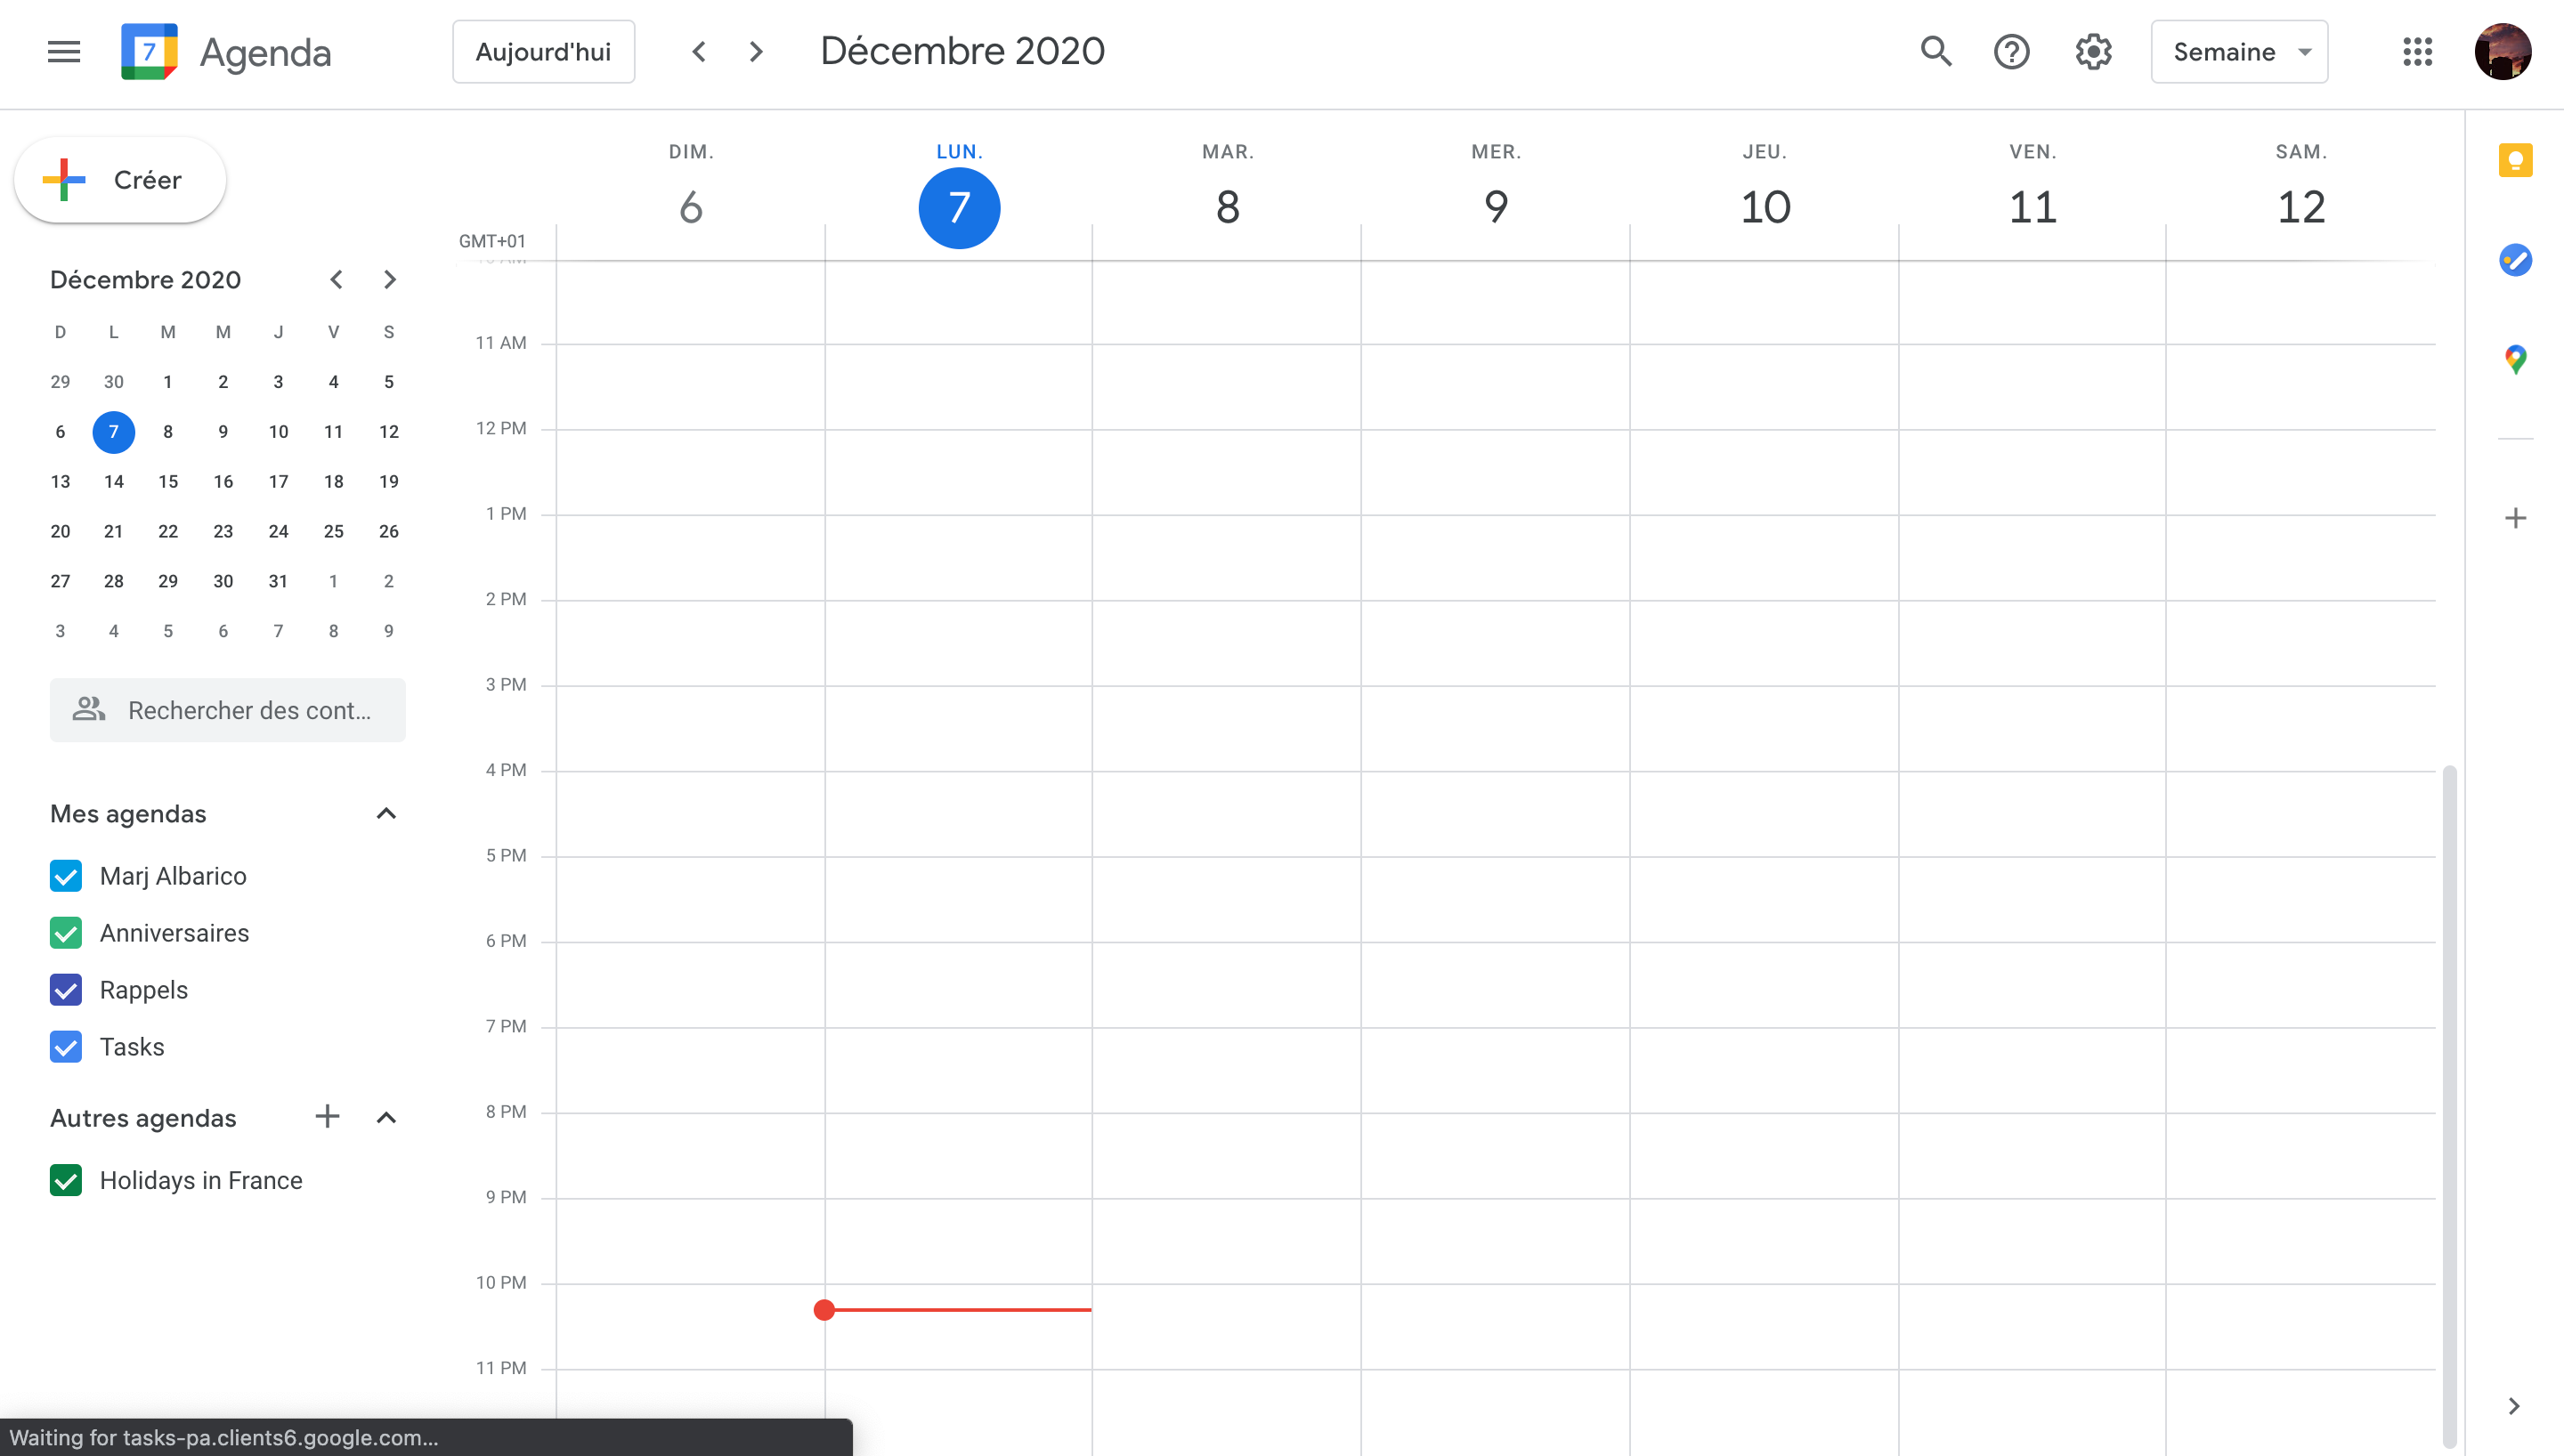 7 Agenda Aujourd'hui Décembre 2020 Semaine
Créer
Décembre 2020
D L M M J V S
29 30 1 2 3 4 5
6 7 8 9 10 11 12
13 14 15 16 17 18 19
20 21 22 23 24 25 26
27 28 29 30 31 1 2
3 4 5 6 7 8 9
Rechercher des cont...
Mes agendas
Marj Albarico
Anniversaires
Rappels
Tasks
Autres agendas
Holidays in France
DIM. LUN. MAR. MER. JEU. VEN. SAM.
6 7 8 9 10 11 12
GMT+01
11 AM
12 PM
1 PM
2 PM
3 PM
4 PM
5 PM
6 PM
7 PM
8 PM
9 PM
10 PM
11 PM
Waiting for tasks-pa.clients6.google.com...